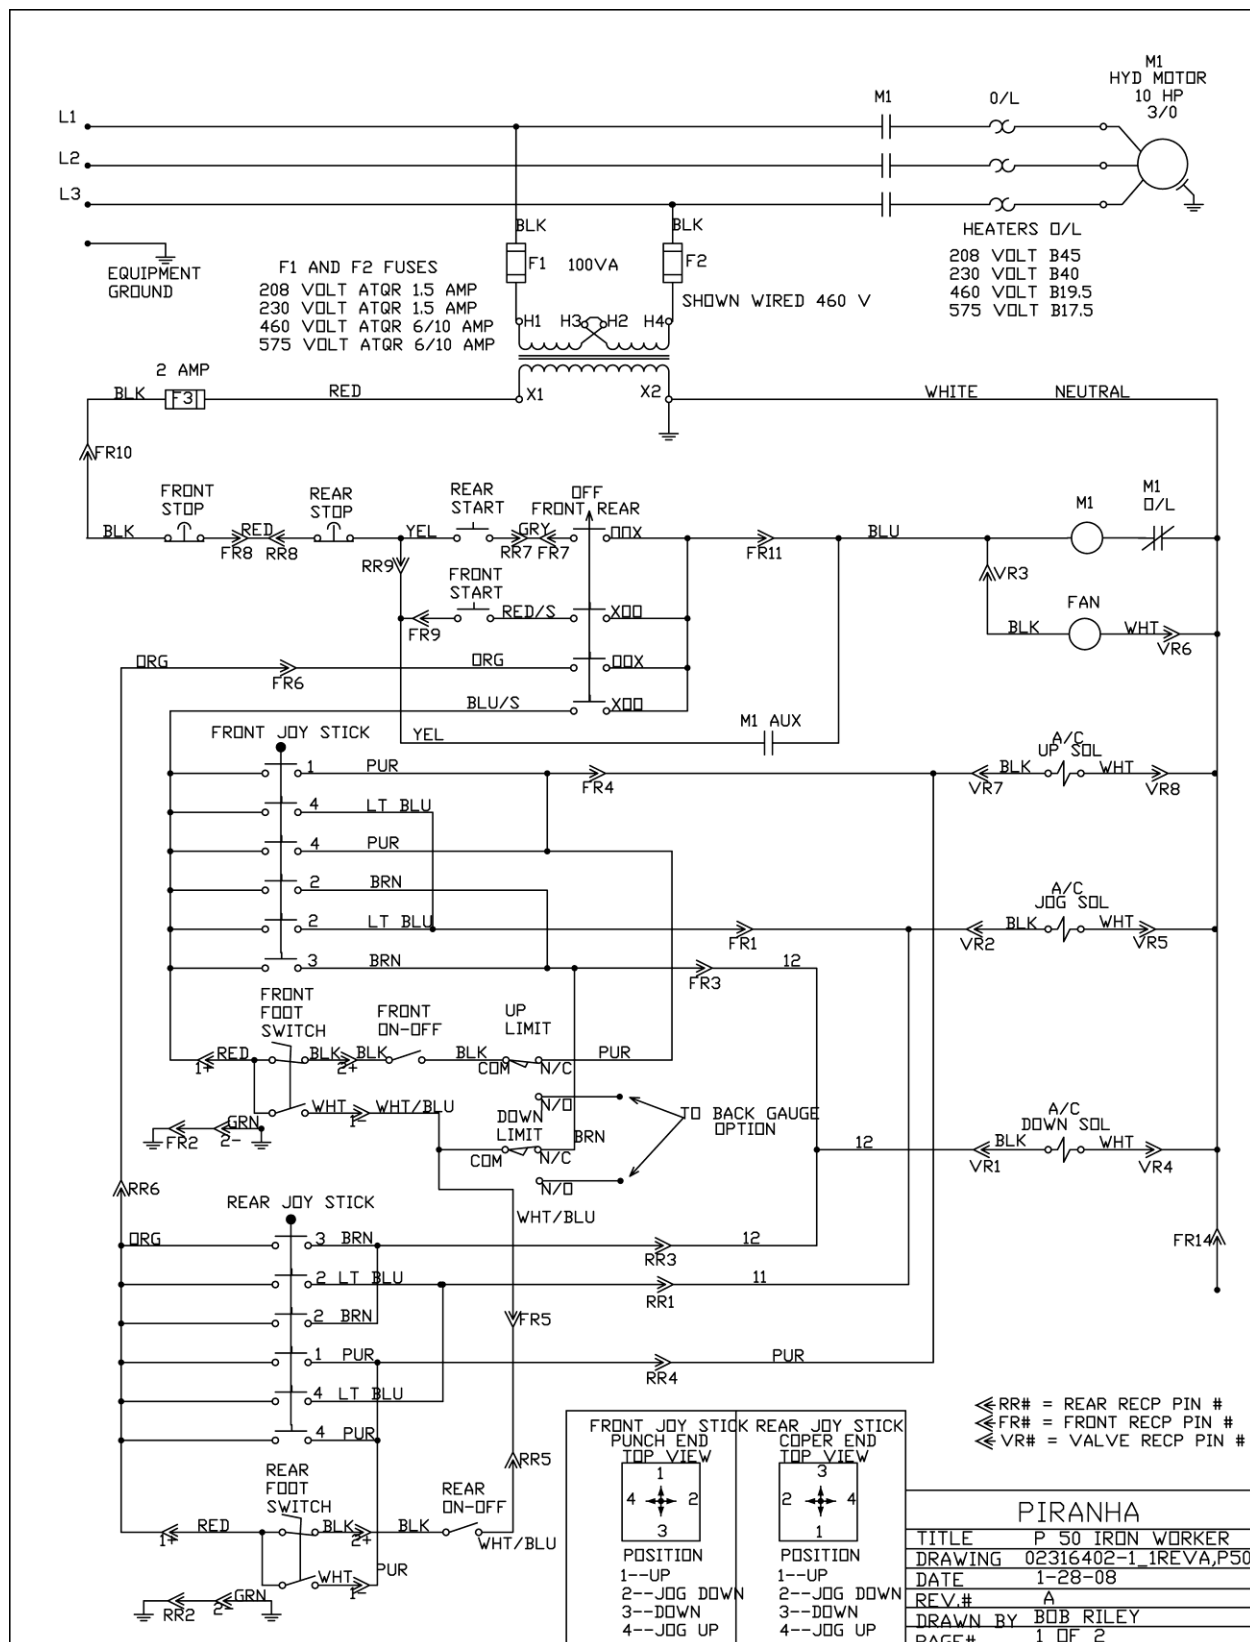 M1
HYD MOTOR
10 HP
3/0
M1
O/L
L1
L2
L3
BLK
BLK
EQUIPMENT
GROUND
F1 AND F2 FUSES
208 VOLT ATQR 1.5 AMP
230 VOLT ATQR 1.5 AMP
460 VOLT ATQR 6/10 AMP
575 VOLT ATQR 6/10 AMP
F1
100VA
F2
SHOWN WIRED 460 V
HEATERS O/L
208 VOLT B45
230 VOLT B40
460 VOLT B19.5
575 VOLT B17.5
H1 H3 H2 H4
2 AMP
BLK
F3
RED
X1
X2
WHITE
NEUTRAL
FR10
FRONT
STOP
REAR
STOP
REAR
START
OFF
FRONT REAR
M1
M1
O/L
BLK
RED
FR8
RR8
YEL
GRY
RR7
FR7
OOX
FR11
BLU
RR9
FRONT
START
VR3
FAN
FR9
RED/S
XOO
BLK
WHT
VR6
ORG
FR6
ORG
OOX
BLU/S
XOO
YEL
M1 AUX
FRONT JOY STICK
A/C
UP SOL
1 PUR
FR4
VR7
BLK
WHT
VR8
4 LT BLU
4 PUR
2 BRN
A/C
JOG SOL
2 LT BLU
FR1
VR2
BLK
WHT
VR5
3 BRN
FR3
12
FRONT
FOOT
SWITCH
FRONT
ON-OFF
UP
LIMIT
1+
RED
BLK
2+
BLK
BLK
COM
N/C
PUR
N/O
WHT
1-
WHT/BLU
DOWN
LIMIT
TO BACK GAUGE
OPTION
A/C
DOWN SOL
FR2
2-
GRN
COM
N/C
BRN
12
VR1
BLK
WHT
VR4
N/O
RR6
REAR JOY STICK
WHT/BLU
ORG
3 BRN
RR3
12
FR14
2 LT BLU
RR1
11
2 BRN
FR5
1 PUR
RR4
PUR
4 LT BLU
4 PUR
RR# = REAR RECP PIN #
FR# = FRONT RECP PIN #
VR# = VALVE RECP PIN #
REAR
FOOT
SWITCH
REAR
ON-OFF
RR5
1+
RED
BLK
2+
BLK
WHT/BLU
WHT
1-
PUR
RR2
2-
GRN
FRONT JOY STICK
PUNCH END
TOP VIEW
1
4 2
3
POSITION
1--UP
2--JOG DOWN
3--DOWN
4--JOG UP
REAR JOY STICK
COPER END
TOP VIEW
3
2 4
1
POSITION
1--UP
2--JOG DOWN
3--DOWN
4--JOG UP
PIRANHA
TITLE P 50 IRON WORKER
DRAWING 02316402-1_1REVA,P50
DATE 1-28-08
REV.# A
DRAWN BY BOB RILEY
PAGE# 1 OF 2